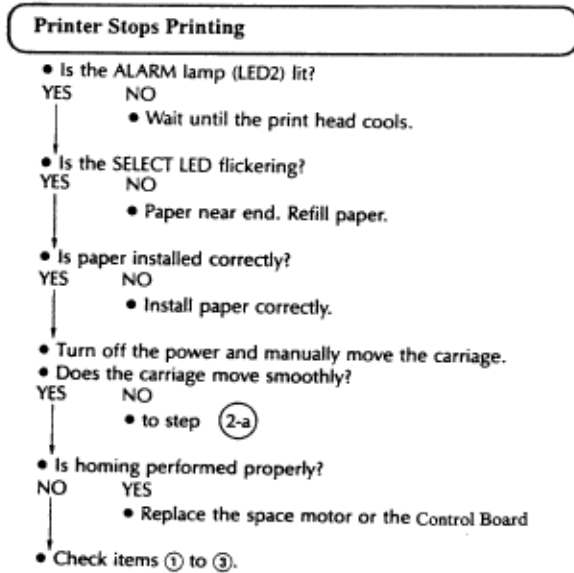 Printer Stops Printing
• Is the ALARM lamp (LED2) lit?
YES NO
• Wait until the print head cools.
• Is the SELECT LED flickering?
YES NO
• Paper near end. Refill paper.
• Is paper installed correctly?
YES NO
• Install paper correctly.
• Turn off the power and manually move the carriage.
• Does the carriage move smoothly?
YES NO
• to step 2-a
• Is homing performed properly?
NO YES
• Replace the space motor or the Control Board
• Check items ① to ③.